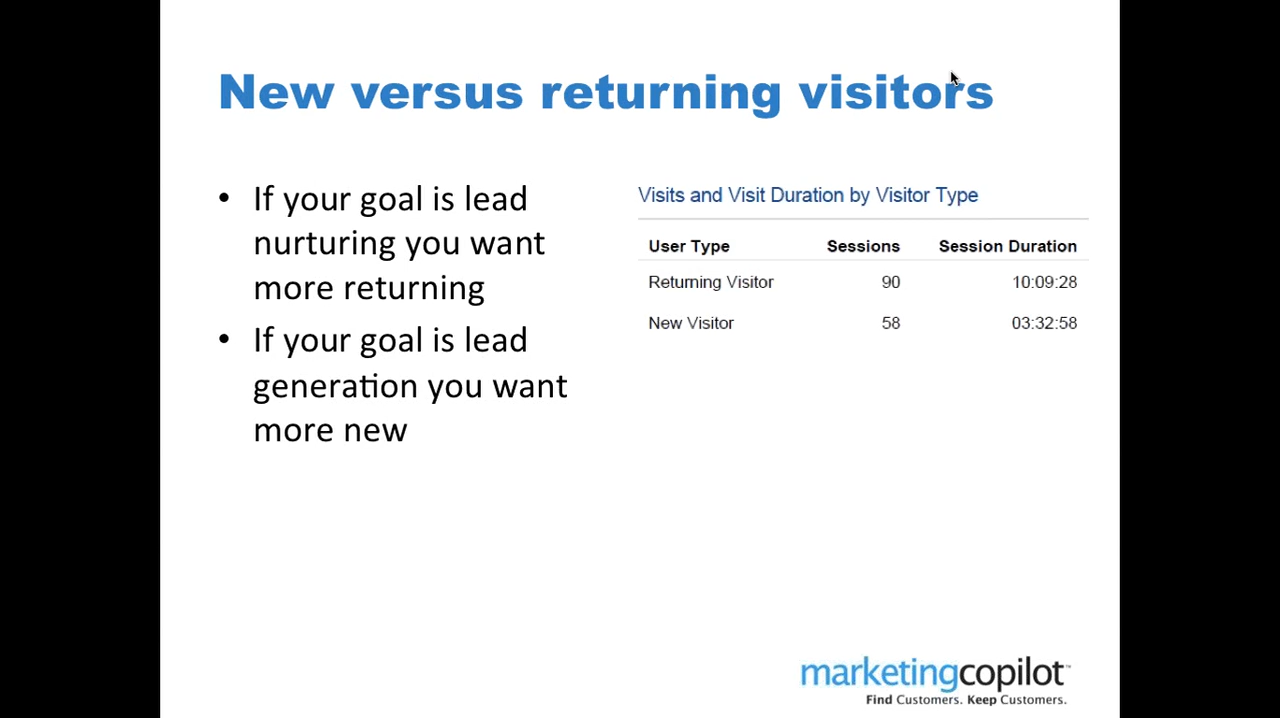 New versus returning visitors
• If your goal is lead
nurturing you want
more returning
• If your goal is lead
generation you want
more new
Visits and Visit Duration by Visitor Type
User Type Sessions Session Duration
Returning Visitor 90 10:09:28
New Visitor 58 03:32:58
marketingcopilot™
Find Customers. Keep Customers.